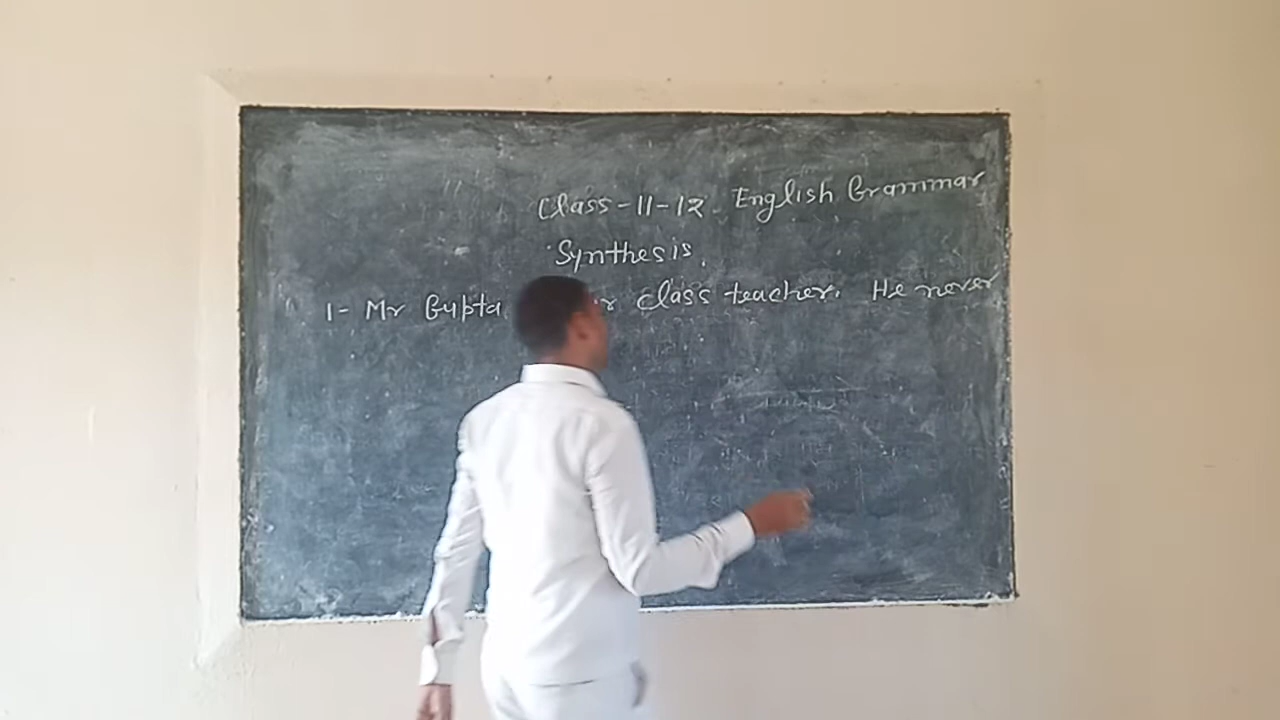 Class-11-12 English Grammar
Synthesis.
1- Mr Gupta class teacher. He never